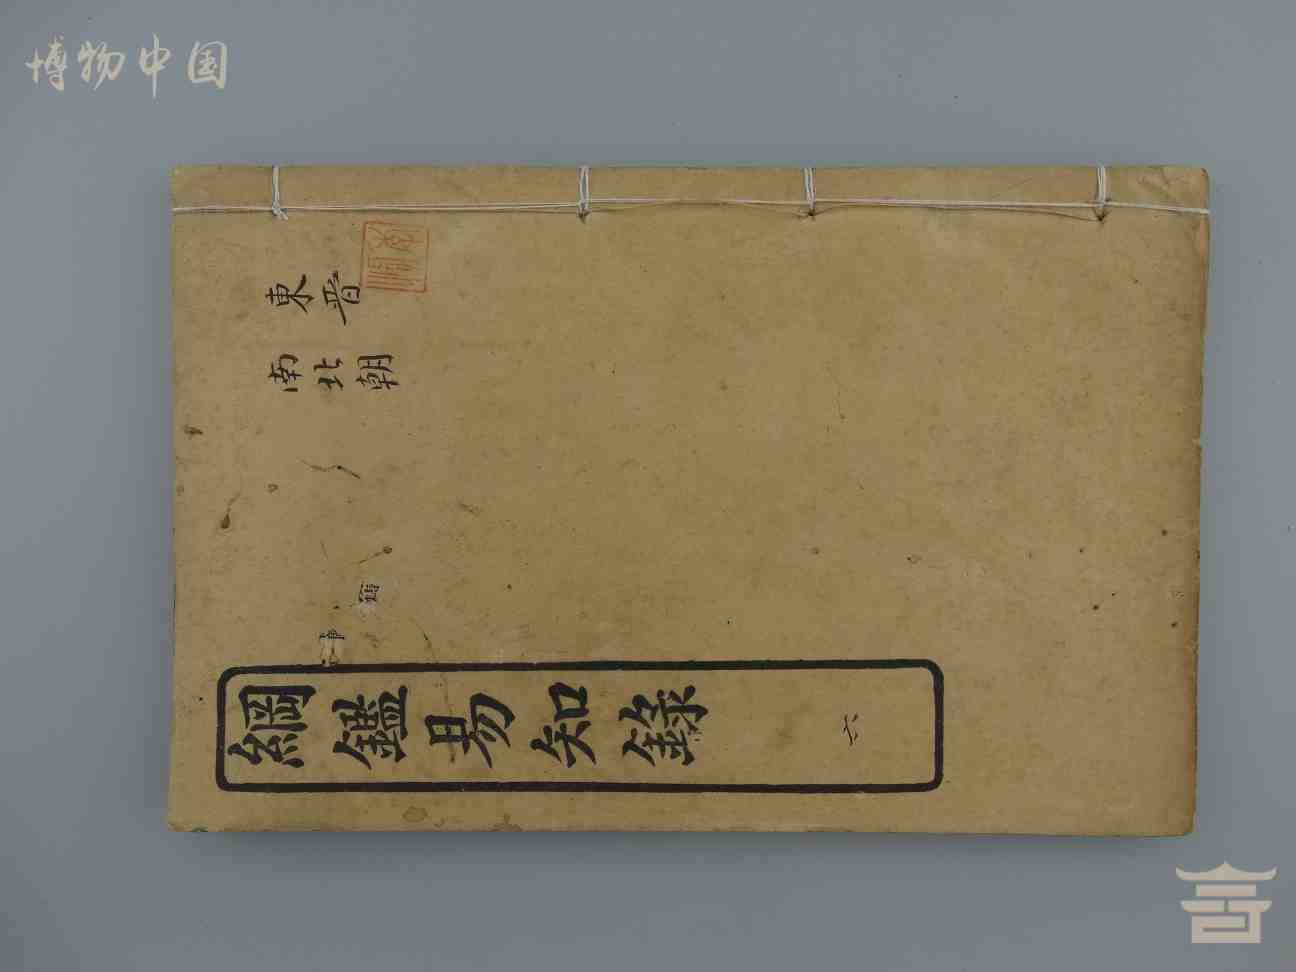 博物中国
東晋
南北朝
綱鑑易知錄
六